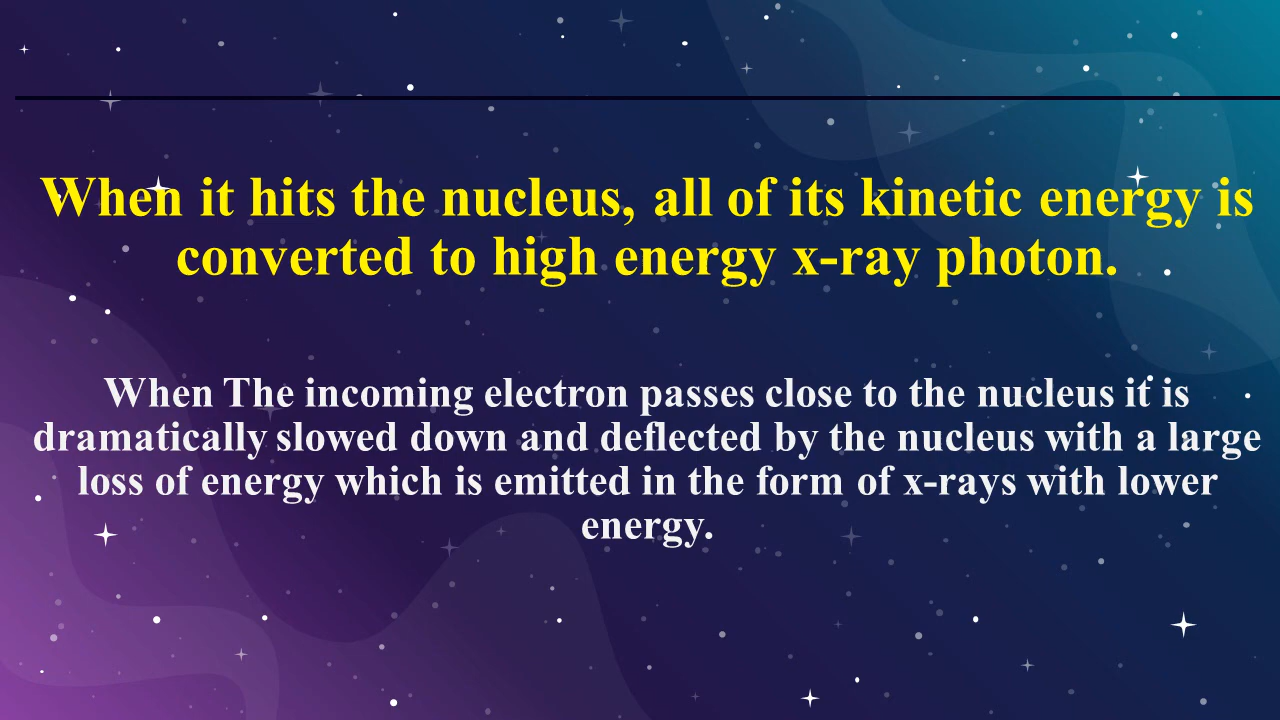 When it hits the nucleus, all of its kinetic energy is
converted to high energy x-ray photon.
When The incoming electron passes close to the nucleus it is
dramatically slowed down and deflected by the nucleus with a large
loss of energy which is emitted in the form of x-rays with lower
energy.